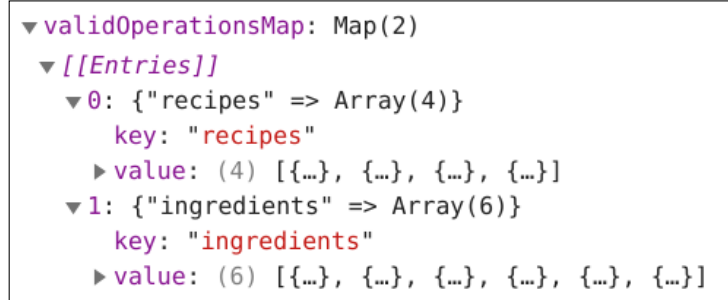 ▼validOperationsMap: Map(2)
▼[[Entries]]
▼0: {"recipes" => Array(4)}
key: "recipes"
▶value: (4) [{…}, {…}, {…}, {…}]
▼1: {"ingredients" => Array(6)}
key: "ingredients"
▶value: (6) [{…}, {…}, {…}, {…}, {…}, {…}]